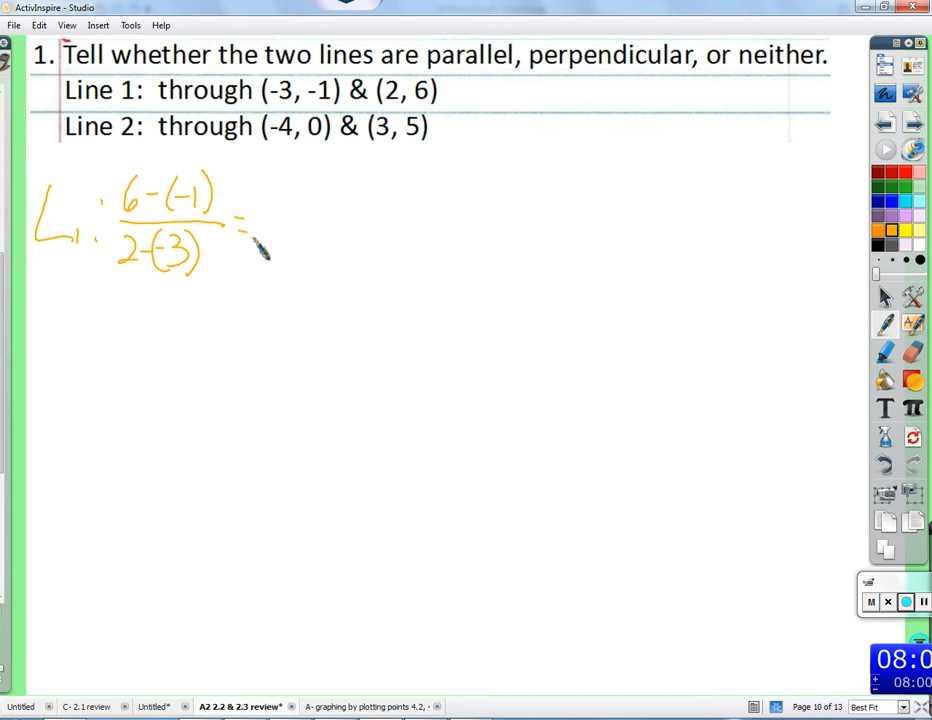 ActivInspire - Studio
File Edit View Insert Tools Help
1. Tell whether the two lines are parallel, perpendicular, or neither.
Line 1: through (-3, -1) & (2, 6)
Line 2: through (-4, 0) & (3, 5)
L1: 6-(-1)
2-(-3) =
T π
M
08:0
08:00
Untitled C- 2.1 review Untitled* A2 2.2 & 2.3 review* A- graphing by plotting points 4.2, Page 10 of 13 Best Fit